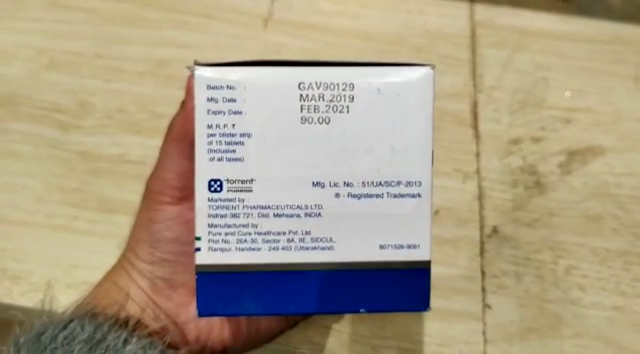 Batch No. : GAV90129
Mfg. Date : MAR.2019
Expiry Date : FEB.2021
M.R.P. ₹ 90.00
per blister strip
of 15 tablets
(Inclusive
of all taxes)
torrent
PHARMA
Mfg. Lic. No. : 51/UA/SC/P-2013
® - Registered Trademark
Marketed by :
TORRENT PHARMACEUTICALS LTD.
Indrad-382 721, Dist. Mehsana, INDIA.
Manufactured by :
Pure and Cure Healthcare Pvt. Ltd.
Plot No.: 26A-30, Sector - 8A, IIE, SIDCUL,
Ranipur, Haridwar - 249 403 (Uttarakhand).